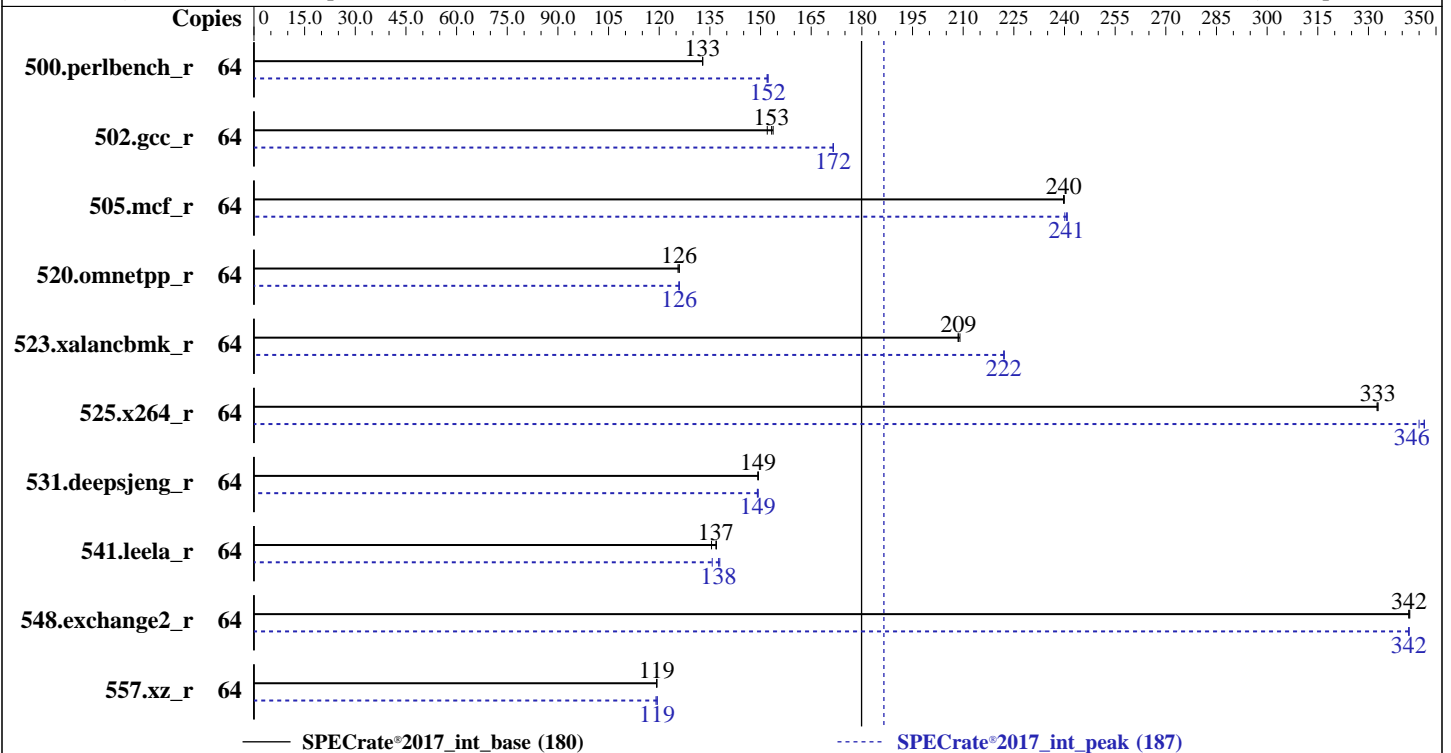 Copies 0 15.0 30.0 45.0 60.0 75.0 90.0 105 120 135 150 165 180 195 210 225 240 255 270 285 300 315 330 350
133
500.perlbench_r 64
152
153
502.gcc_r 64
172
240
505.mcf_r 64
241
126
520.omnetpp_r 64
126
209
523.xalancbmk_r 64
222
333
525.x264_r 64
346
149
531.deepsjeng_r 64
149
137
541.leela_r 64
138
342
548.exchange2_r 64
342
119
557.xz_r 64
119
SPECrate®2017_int_base (180) SPECrate®2017_int_peak (187)